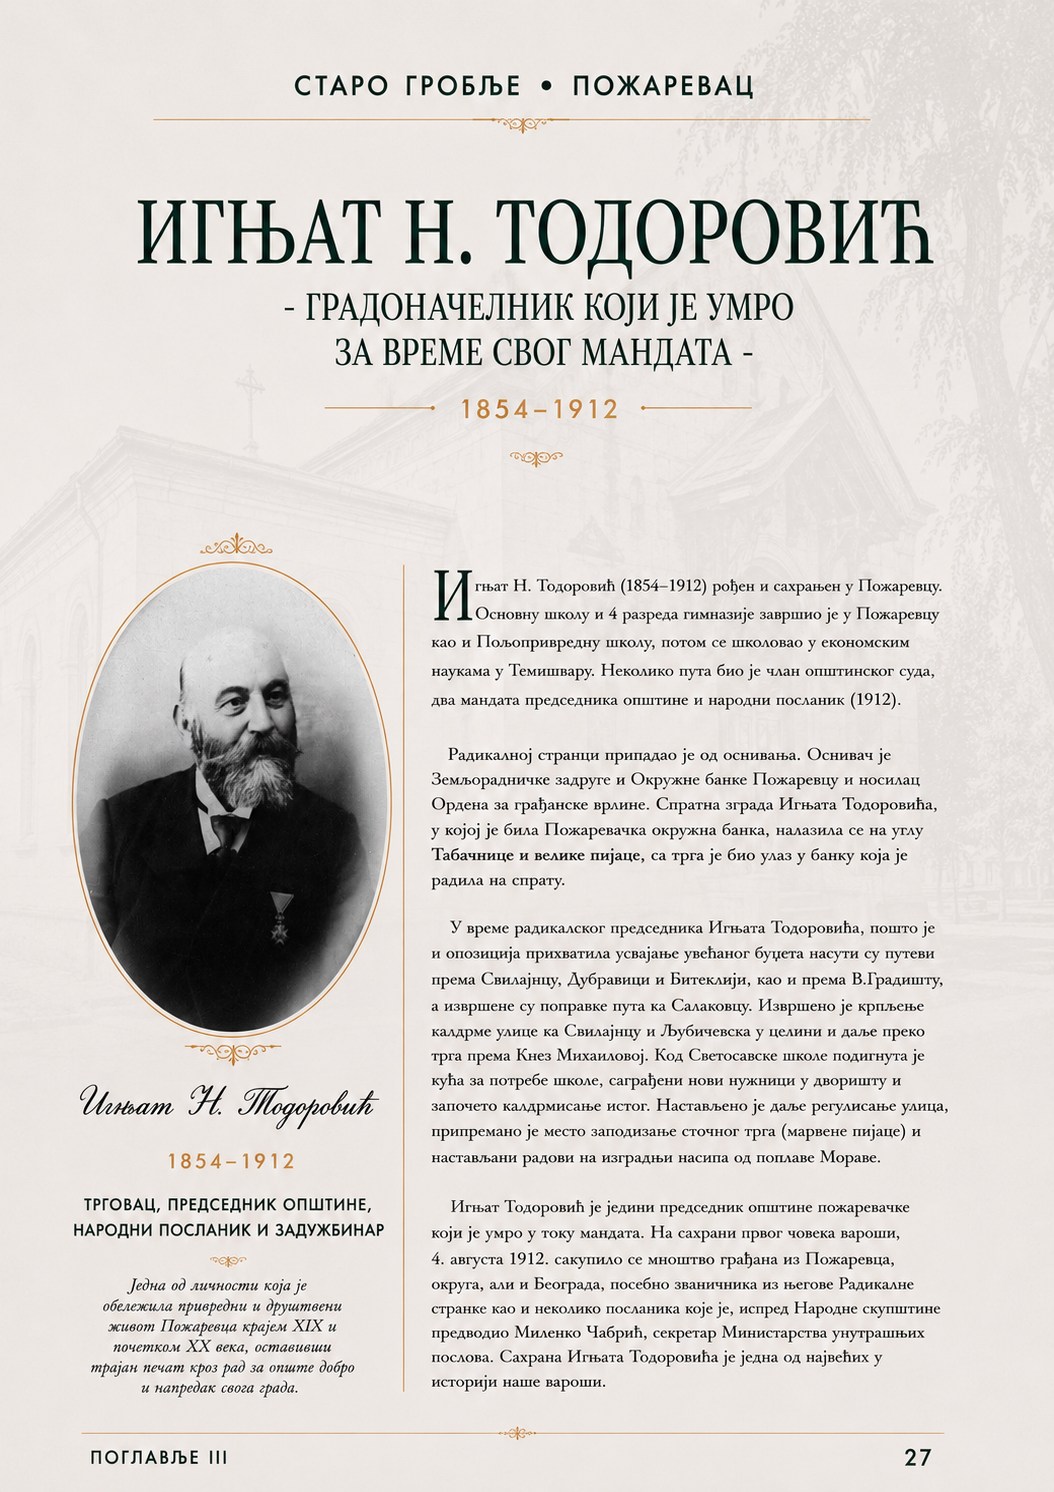 СТАРО ГРОБЉЕ • ПОЖАРЕВАЦ
ИГЊАТ Н. ТОДОРОВИЋ
- ГРАДОНАЧЕЛНИК КОЈИ ЈЕ УМРО
ЗА ВРЕМЕ СВОГ МАНДАТА -
1854–1912
Игњат Н. Тодоровић
1854–1912
ТРГОВАЦ, ПРЕДСЕДНИК ОПШТИНЕ,
НАРОДНИ ПОСЛАНИК И ЗАДУЖБИНАР
Једна од личности која је
обележила привредни и друштвени
живот Пожаревца крајем XIX и
почетком XX века, оставивши
трајан печат кроз рад за опште добро
и напредак свога града.
Игњат Н. Тодоровић (1854–1912) рођен и сахрањен у Пожаревцу.
Основну школу и 4 разреда гимназије завршио је у Пожаревцу
као и Пољопривредну школу, потом се школовао у економским
наукама у Темишвару. Неколико пута био је члан општинског суда,
два мандата председника општине и народни посланик (1912).
Радикалној странци припадао је од оснивања. Оснивач је
Земљорадничке задруге и Окружне банке Пожаревцу и носилац
Ордена за грађанске врлине. Спратна зграда Игњата Тодоровића,
у којој је била Пожаревачка окружна банка, налазила се на углу
Табачнице и велике пијаце, са трга је био улаз у банку која је
радила на спрату.
У време радикалског председника Игњата Тодоровића, пошто је
и опозиција прихватила усвајање увећаног буџета насути су путеви
према Свилајнцу, Дубравици и Битеклији, као и према В.Градишту,
а извршене су поправке пута ка Салаковцу. Извршено је крпљење
калдрме улице ка Свилајнцу и Љубичевска у целини и даље преко
трга према Кнез Михаиловој. Код Светосавске школе подигнута је
кућа за потребе школе, саграђени нови нужници у дворишту и
започето калдрмисање истог. Настављено је даље регулисање улица,
припремано је место заподизање сточног трга (марвене пијаце) и
настављани радови на изградњи насипа од поплаве Мораве.
Игњат Тодоровић је једини председник општине пожаревачке
који је умро у току мандата. На сахрани првог човека вароши,
4. августа 1912. сакупило се мноштво грађана из Пожаревца,
округа, али и Београда, посебно званичника из његове Радикалне
странке као и неколико посланика које је, испред Народне скупштине
предводио Миленко Чабрић, секретар Министарства унутрашњих
послова. Сахрана Игњата Тодоровића је једна од највећих у
историји наше вароши.
ПОГЛАВЉЕ III
27